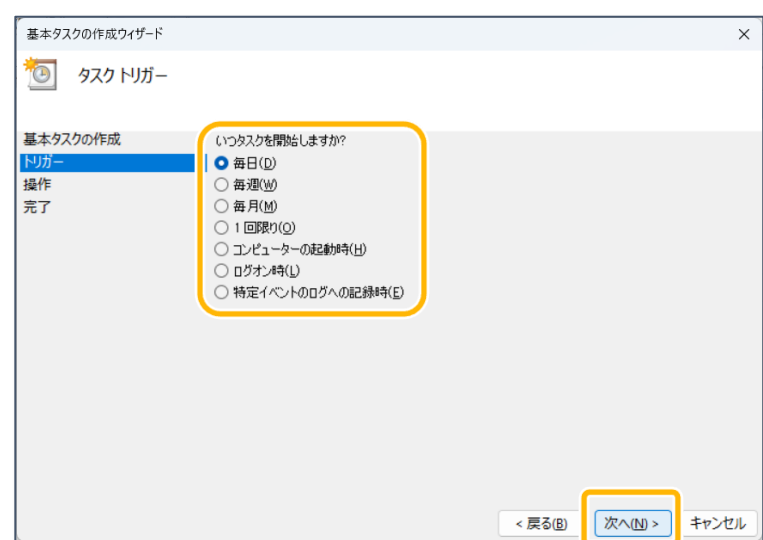 基本タスクの作成ウィザード
タスク トリガー
基本タスクの作成
トリガー
操作
完了
いつタスクを開始しますか?
毎日(D)
毎週(W)
毎月(M)
1 回限り(O)
コンピューターの起動時(H)
ログオン時(L)
特定イベントのログへの記録時(E)
< 戻る(B)
次へ(N) >
キャンセル